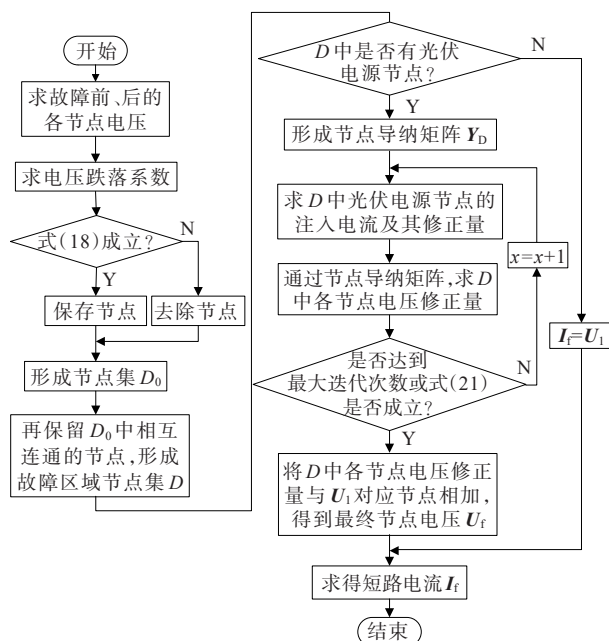 开始
求故障前、后的
各节点电压
求电压跌落系数
式(18)成立?
N
Y
保存节点
去除节点
形成节点集D₀
再保留D₀中相互
连通的节点,形成
故障区域节点集D
D中是否有光伏
电源节点?
N
Y
形成节点导纳矩阵Y_D
求D中光伏电源节点的
注入电流及其修正量
x=x+1
通过节点导纳矩阵,求D
中各节点电压修正量
I_f=U₁
是否达到
最大迭代次数或式(21)
是否成立?
N
Y
将D中各节点电压修正
量与U₁对应节点相加,
得到最终节点电压U_f
求得短路电流I_f
结束